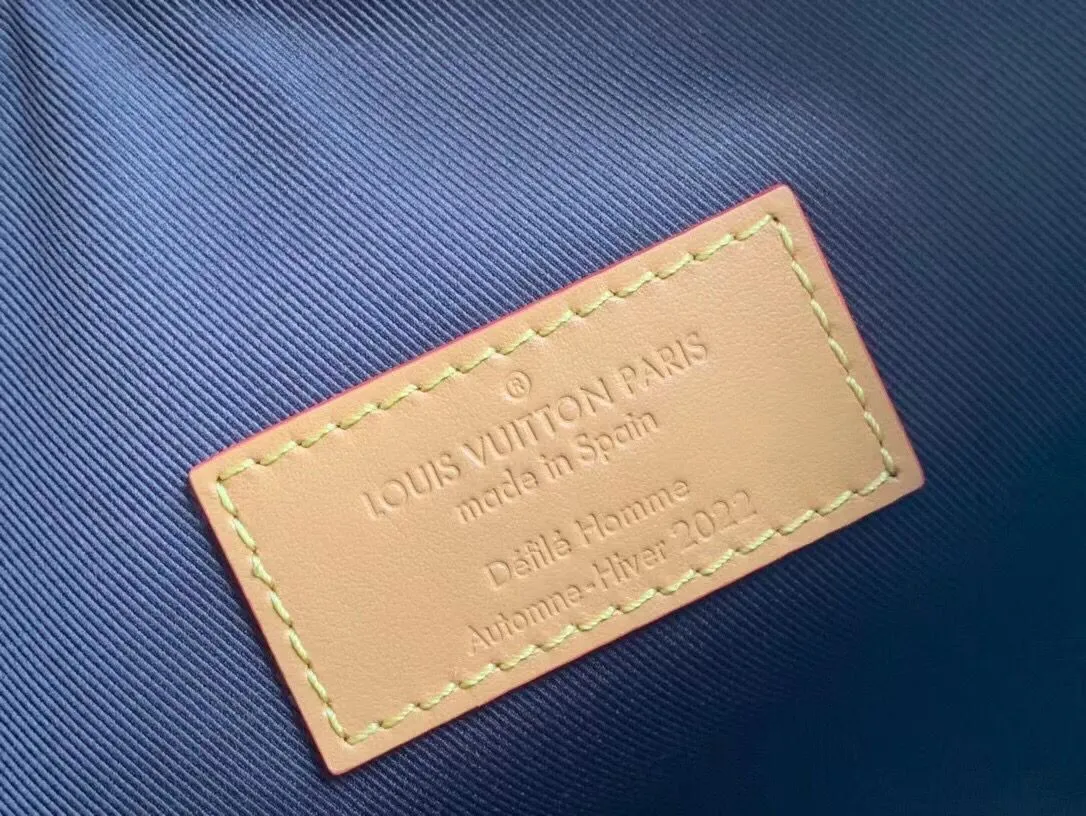 ®
LOUIS VUITTON PARIS
made in Spain
Défilé Homme
Automne-Hiver 2022